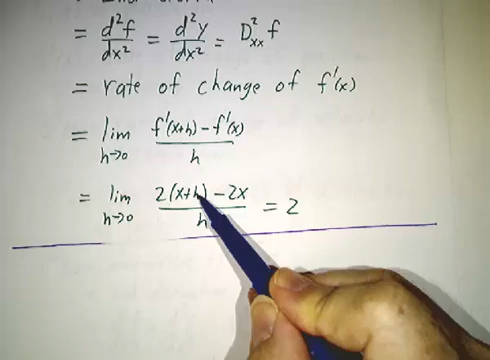 = d²f/dx² = d²y/dx² = D²ₓₓ f
= rate of change of f'(x)
= lim h→0 f'(x+h) - f'(x) / h
= lim h→0 2(x+h) - 2x / h = 2